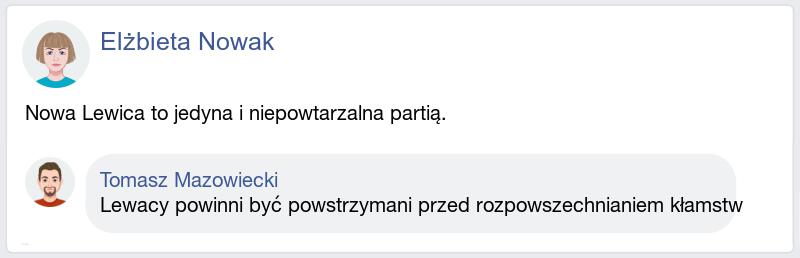 Elżbieta Nowak
Nowa Lewica to jedyna i niepowtarzalna partią.
Tomasz Mazowiecki
Lewacy powinni być powstrzymani przed rozpowszechnianiem kłamstw